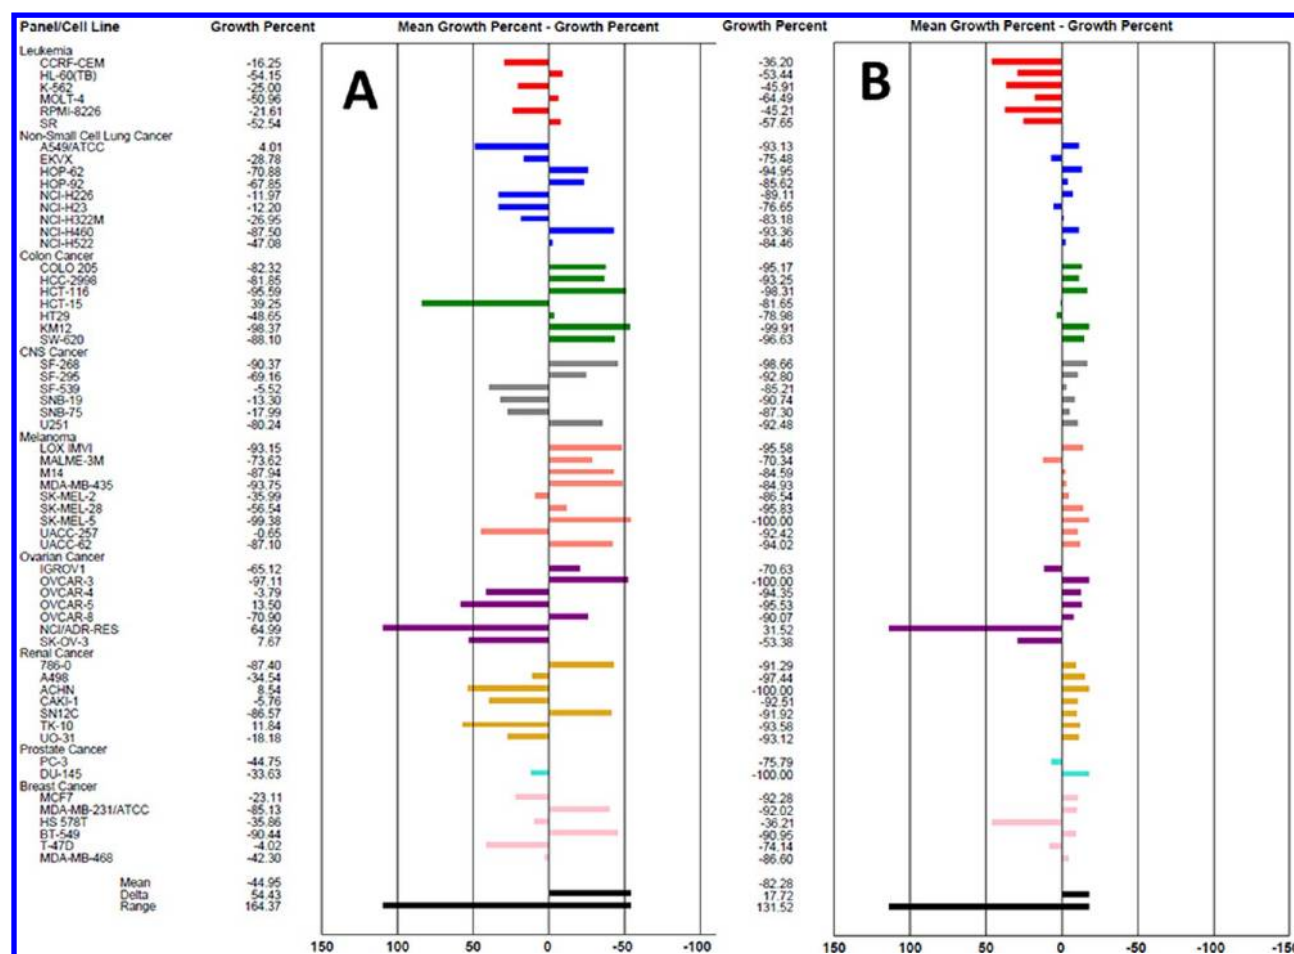 Panel/Cell Line Growth Percent Mean Growth Percent - Growth Percent Growth Percent Mean Growth Percent - Growth Percent
A B
Leukemia
CCRF-CEM -16.25 -36.20
HL-60(TB) -54.15 -53.44
K-562 -25.00 -45.91
MOLT-4 -50.96 -64.49
RPMI-8226 -21.61 -45.21
SR -52.54 -57.65
Non-Small Cell Lung Cancer
A549/ATCC 4.01 -93.13
EKVX -28.78 -75.48
HOP-62 -70.88 -94.95
HOP-92 -67.85 -85.62
NCI-H226 -11.97 -89.11
NCI-H23 -12.20 -76.65
NCI-H322M -26.95 -83.18
NCI-H460 -87.50 -93.36
NCI-H522 -47.08 -84.46
Colon Cancer
COLO 205 -82.32 -95.17
HCC-2998 -81.85 -93.25
HCT-116 -95.59 -98.31
HCT-15 39.25 -81.65
HT29 -48.65 -78.98
KM12 -98.37 -99.91
SW-620 -88.10 -96.63
CNS Cancer
SF-268 -90.37 -98.66
SF-295 -69.16 -92.80
SF-539 -5.52 -85.21
SNB-19 -13.30 -90.74
SNB-75 -17.99 -87.30
U251 -80.24 -92.48
Melanoma
LOX IMVI -93.15 -95.58
MALME-3M -73.62 -70.34
M14 -87.94 -84.59
MDA-MB-435 -93.75 -84.93
SK-MEL-2 -35.99 -86.54
SK-MEL-28 -56.54 -95.83
SK-MEL-5 -99.38 -100.00
UACC-257 -0.65 -92.42
UACC-62 -87.10 -94.02
Ovarian Cancer
IGROV1 -65.12 -70.63
OVCAR-3 -97.11 -100.00
OVCAR-4 -3.79 -94.35
OVCAR-5 13.50 -95.53
OVCAR-8 -70.90 -90.07
NCI/ADR-RES 64.99 31.52
SK-OV-3 7.67 -53.38
Renal Cancer
786-0 -87.40 -91.29
A498 -34.54 -97.44
ACHN 8.54 -100.00
CAKI-1 -5.76 -92.51
SN12C -86.57 -91.92
TK-10 11.84 -93.58
UO-31 -18.18 -93.12
Prostate Cancer
PC-3 -44.75 -75.79
DU-145 -33.63 -100.00
Breast Cancer
MCF7 -23.11 -92.28
MDA-MB-231/ATCC -85.13 -92.02
HS 578T -35.86 -36.21
BT-549 -90.44 -90.95
T-47D -4.02 -74.14
MDA-MB-468 -42.30 -86.60
Mean -44.95 -82.28
Delta 54.43 17.72
Range 164.37 131.52
150 100 50 0 -50 -100 150 100 50 0 -50 -100 -150